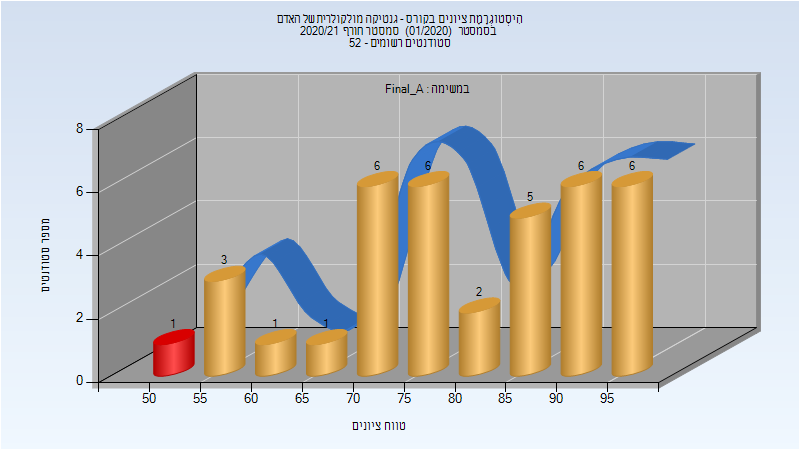 הִיסְטוֹגְרָמַת ציונים בקורס - גנטיקה מולקולרית של האדם
בסמסטר (01/2020) סמסטר חורף 2020/21
סטודנטים רשומים - 52
במשימה : Final_A
מספר סטודנטים
8
6
4
2
0
1
3
1
1
6
6
2
5
6
6
50 55 60 65 70 75 80 85 90 95
טווח ציונים